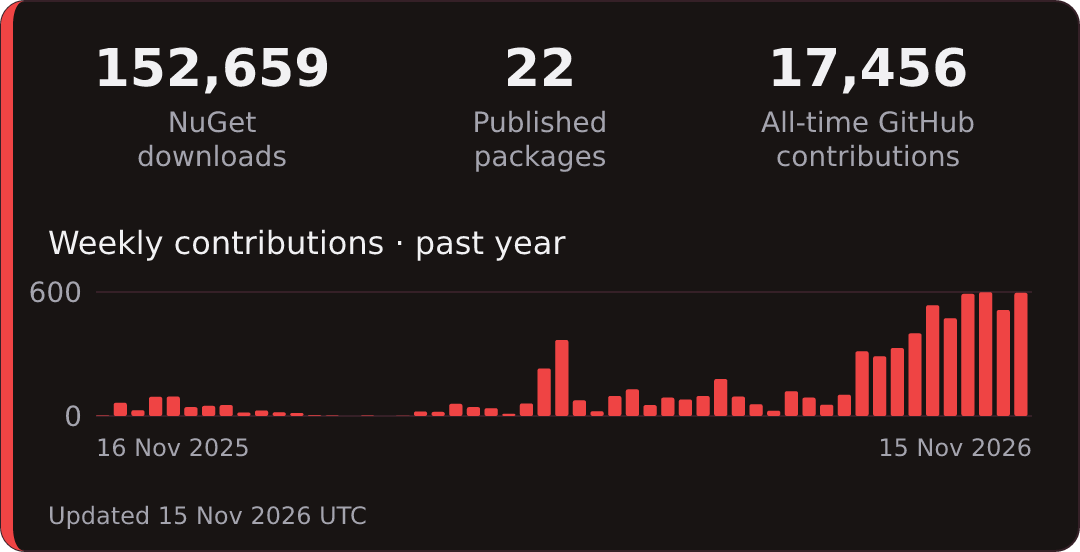 152,659
22
17,456
NuGet
downloads
Published
packages
All-time GitHub
contributions
Weekly contributions · past year
600
0
16 Nov 2025
15 Nov 2026
Updated 15 Nov 2026 UTC